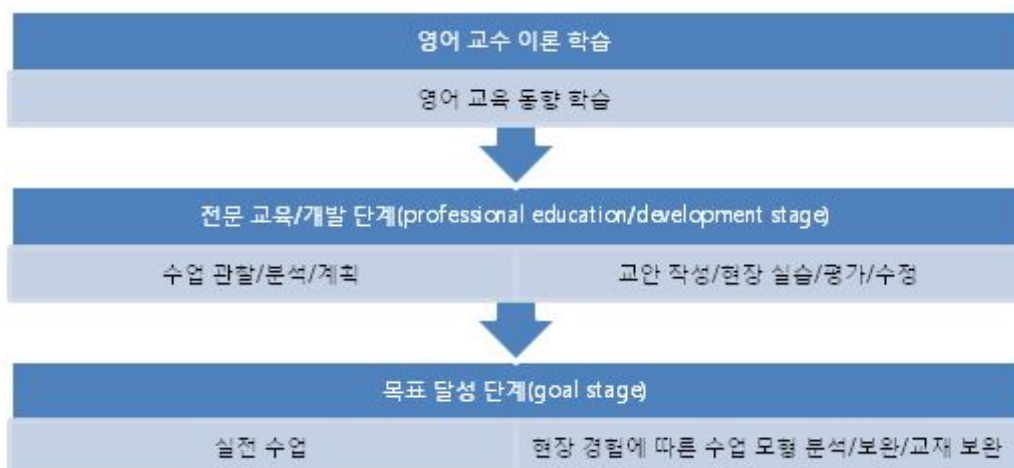 영어 교수 이론 학습
영어 교육 동향 학습
전문 교육/개발 단계(professional education/development stage)
수업 관찰/분석/계획
교안 작성/현장 실습/평가/수정
목표 달성 단계(goal stage)
실전 수업
현장 경험에 따른 수업 모형 분석/보완/교재 보완